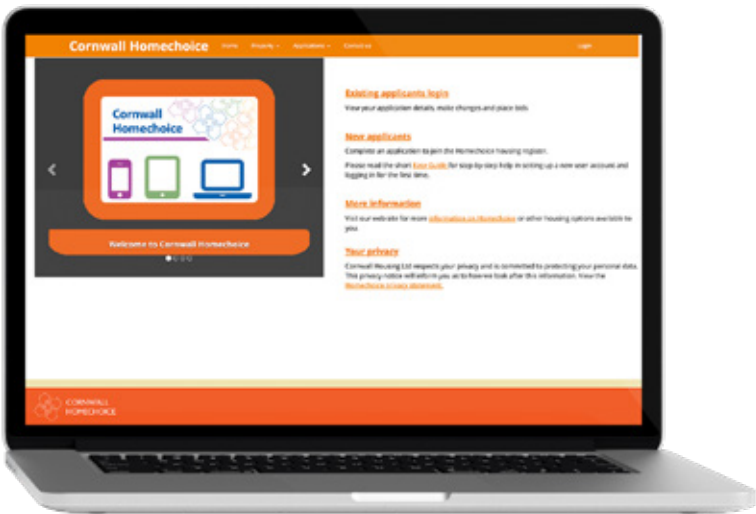 Cornwall Homechoice Home Property Applications Contact us Login
Cornwall
Homechoice
Welcome to Cornwall Homechoice
Existing applicants login
View your application details, make changes and place bids
New applicants
Complete an application to join the Homechoice housing register.
Please read the short Easy Guide for step-by-step help in setting up a new user account and
logging in for the first time.
More information
Visit our website for more information on Homechoice or other housing options available to
you.
Your privacy
Cornwall Housing Ltd respects your privacy and is committed to protecting your personal data.
This privacy notice will inform you as to how we look after this information. View the
Homechoice privacy statement.
CORNWALL
HOMECHOICE